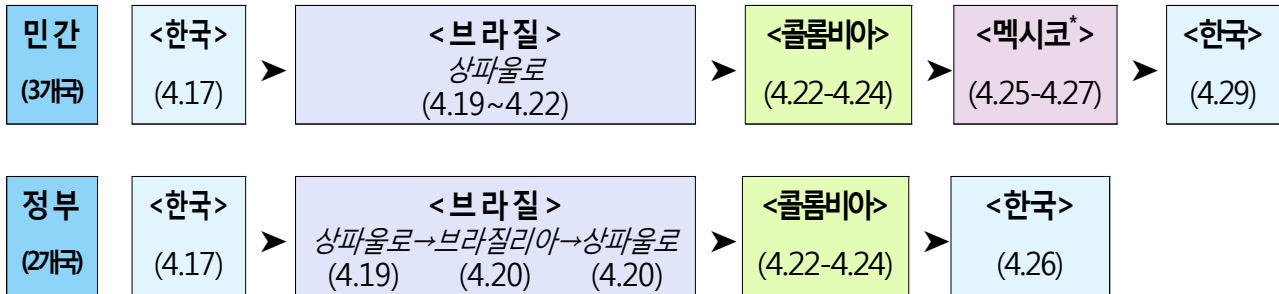 민간 <한국> <브라질> <콜롬비아> <멕시코*> <한국>
상파울로
(3개국) (4.17) ➤ (4.19~4.22) ➤ (4.22-4.24) ➤ (4.25-4.27) ➤ (4.29)
정부 <한국> <브라질> <콜롬비아> <한국>
상파울로→브라질리아→상파울로
(2개국) (4.17) ➤ (4.19) (4.20) (4.20) ➤ (4.22-4.24) ➤ (4.26)